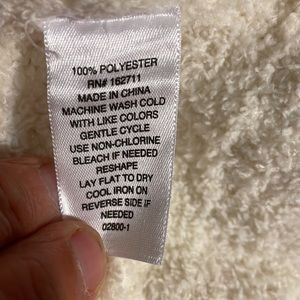 100% POLYESTER
RN# 162711
MADE IN CHINA
MACHINE WASH COLD
WITH LIKE COLORS
GENTLE CYCLE
USE NON-CHLORINE
BLEACH IF NEEDED
RESHAPE
LAY FLAT TO DRY
COOL IRON ON
REVERSE SIDE IF
NEEDED
02800-1